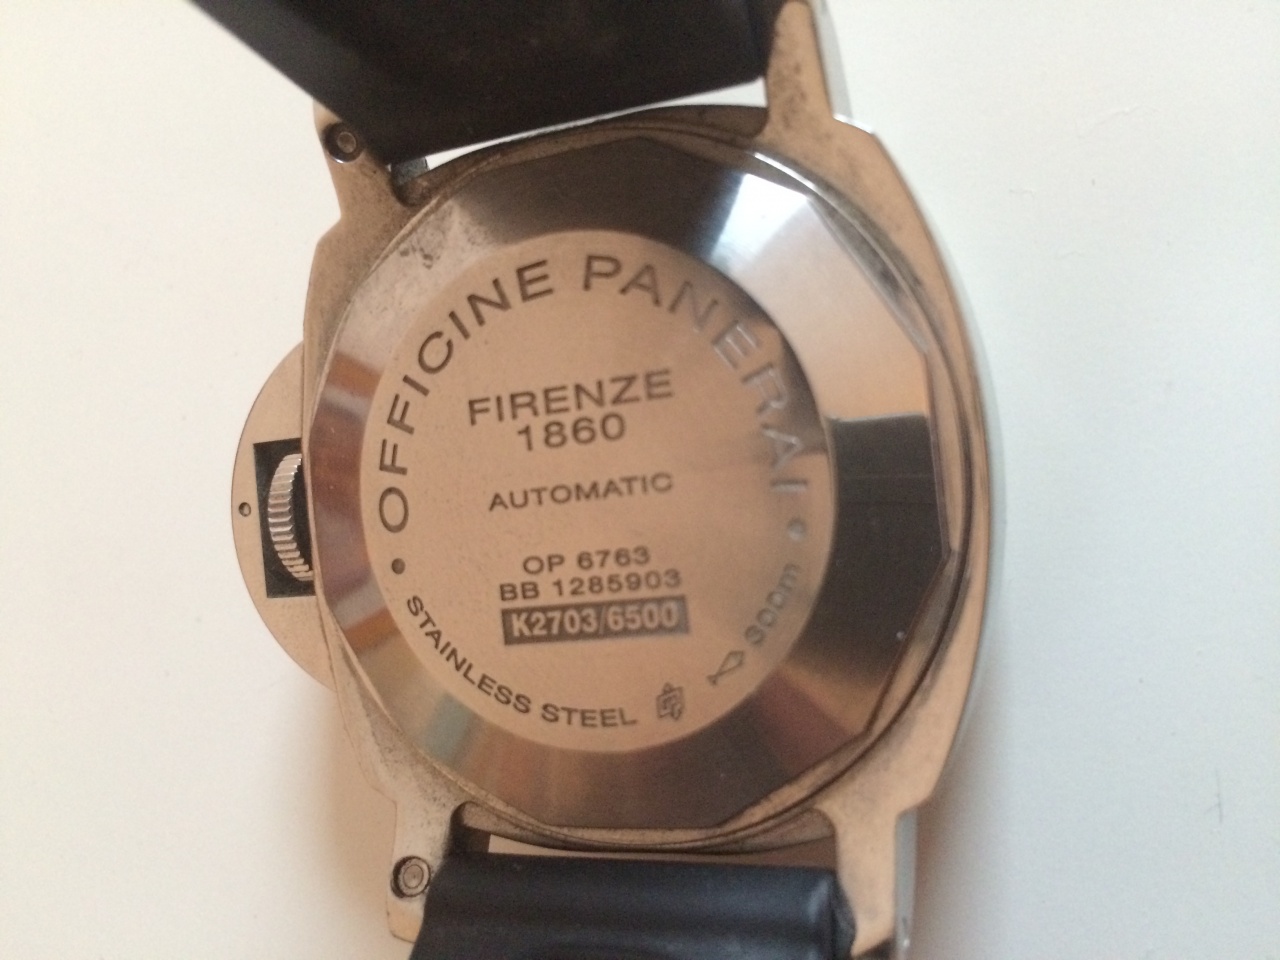 OFFICINE PANERAI
FIRENZE
1860
AUTOMATIC
OP 6763
BB 1285903
K2703/6500
STAINLESS STEEL
300m